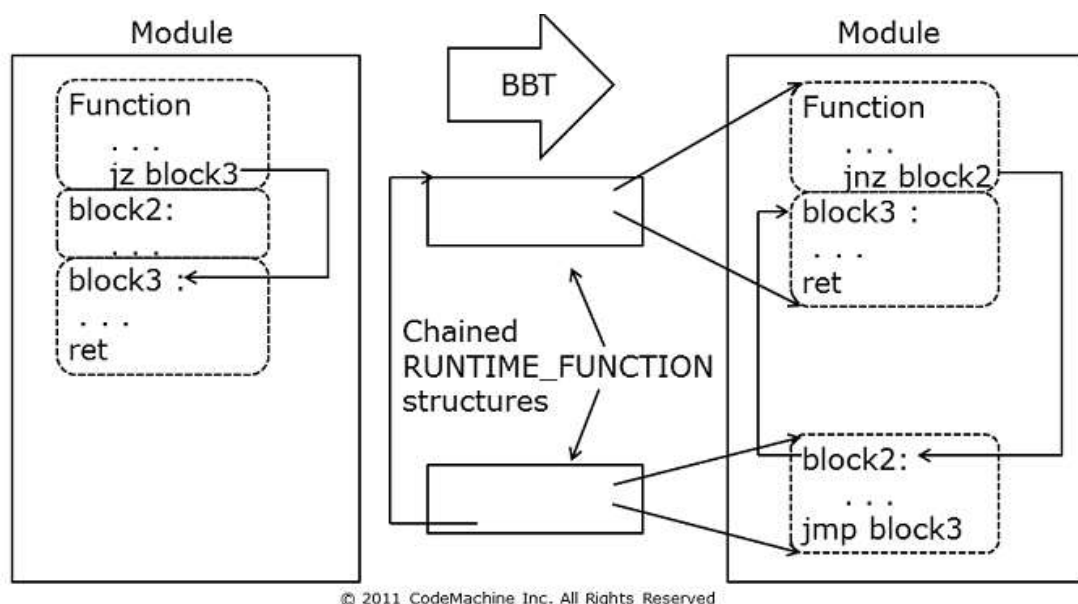 Module
Function
. . .
jz block3
block2:
. . .
block3 :
. . .
ret
BBT
Chained
RUNTIME_FUNCTION
structures
Module
Function
. . .
jnz block2
block3 :
. . .
ret
block2:
. . .
jmp block3
© 2011 CodeMachine Inc. All Rights Reserved